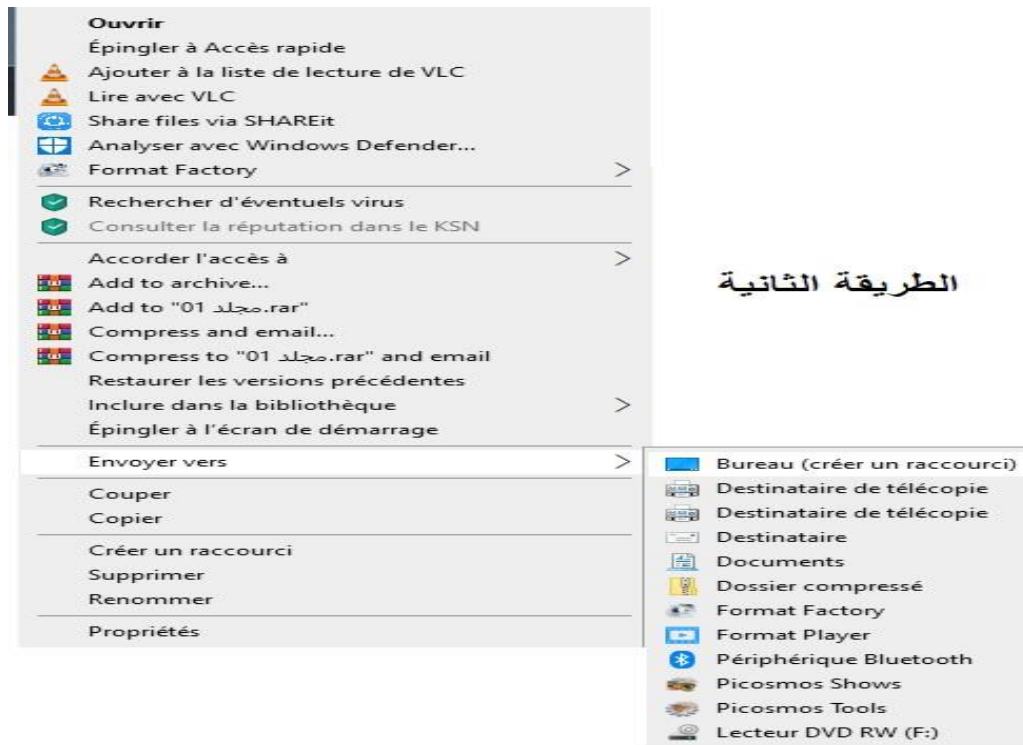 Ouvrir
Épingler à Accès rapide
Ajouter à la liste de lecture de VLC
Lire avec VLC
Share files via SHAREit
Analyser avec Windows Defender...
Format Factory
Rechercher d'éventuels virus
Consulter la réputation dans le KSN
Accorder l'accès à
Add to archive...
Add to "01 مجلد.rar"
Compress and email...
Compress to "01 مجلد.rar" and email
Restaurer les versions précédentes
Inclure dans la bibliothèque
Épingler à l'écran de démarrage
Envoyer vers
Couper
Copier
Créer un raccourci
Supprimer
Renommer
Propriétés
الطريقة الثانية
Bureau (créer un raccourci)
Destinataire de télécopie
Destinataire de télécopie
Destinataire
Documents
Dossier compressé
Format Factory
Format Player
Périphérique Bluetooth
Picosmos Shows
Picosmos Tools
Lecteur DVD RW (F:)